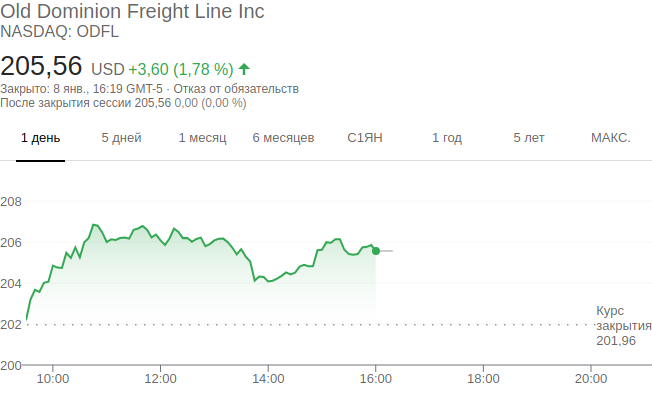 Old Dominion Freight Line Inc
NASDAQ: ODFL
205,56 USD +3,60 (1,78 %)
Закрыто: 8 янв., 16:19 GMT-5 · Отказ от обязательств
После закрытия сессии 205,56 0,00 (0,00 %)
1 день 5 дней 1 месяц 6 месяцев С1ЯН 1 год 5 лет МАКС.
208
206
204
202
Курс
закрытия
201,96
200
10:00 12:00 14:00 16:00 18:00 20:00